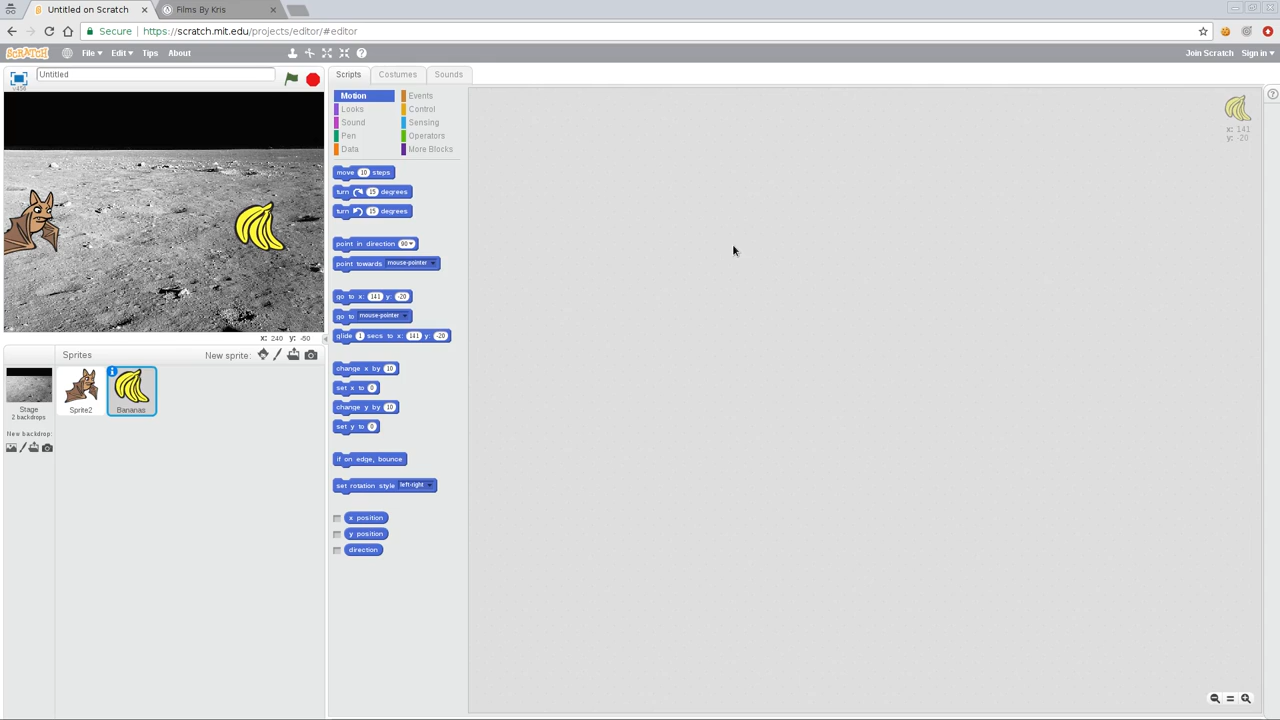 Untitled on Scratch
Films By Kris
Secure
https://scratch.mit.edu/projects/editor/#editor
SCRATCH
File
Edit
Tips
About
Join Scratch
Sign in
Untitled
Scripts
Costumes
Sounds
Motion
Events
Looks
Control
Sound
Sensing
Pen
Operators
Data
More Blocks
x: 141
y: -20
move 10 steps
turn 15 degrees
turn 15 degrees
point in direction 90
point towards mouse-pointer
go to x: 141 y: -20
go to mouse-pointer
glide 1 secs to x: 141 y: -20
change x by 10
set x to 0
change y by 10
set y to 0
if on edge, bounce
set rotation style left-right
x position
y position
direction
x: 240 y: -80
Sprites
New sprite:
Stage
2 backdrops
New backdrop:
Sprite2
Bananas